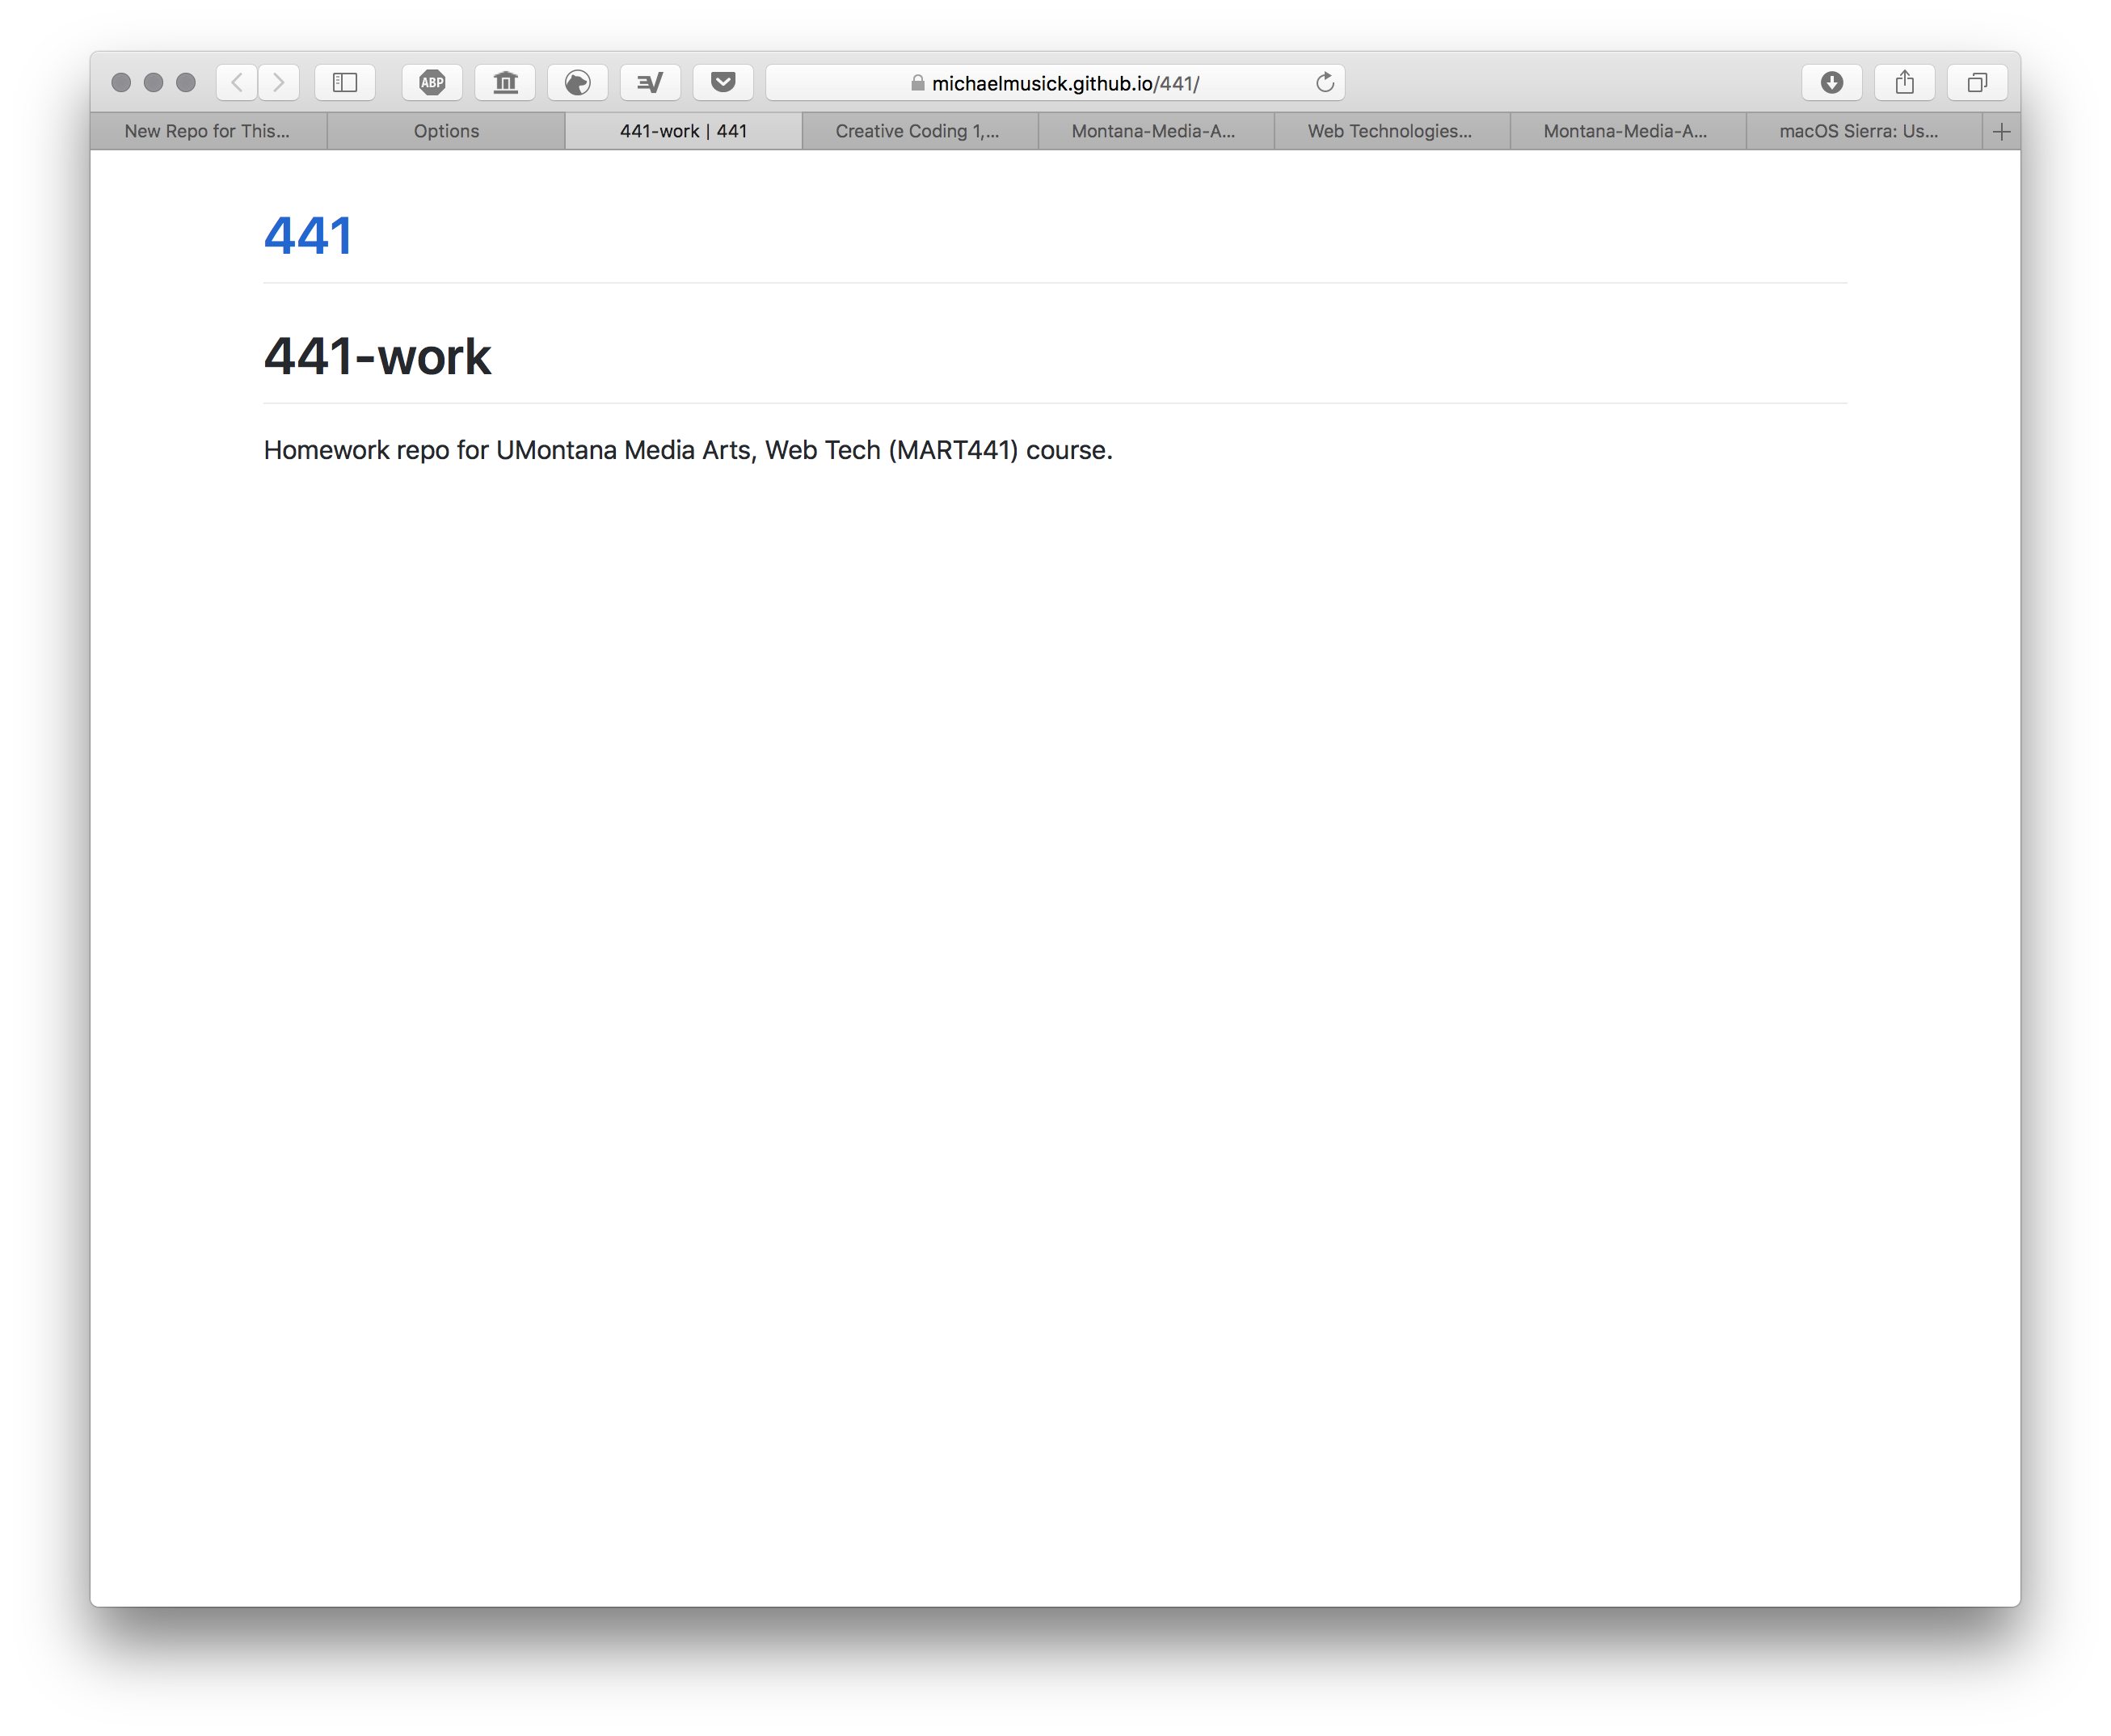 ABP
michaelmusick.github.io/441/
New Repo for This...
Options
441-work | 441
Creative Coding 1,...
Montana-Media-A...
Web Technologies...
Montana-Media-A...
macOS Sierra: Us...
441
441-work
Homework repo for UMontana Media Arts, Web Tech (MART441) course.